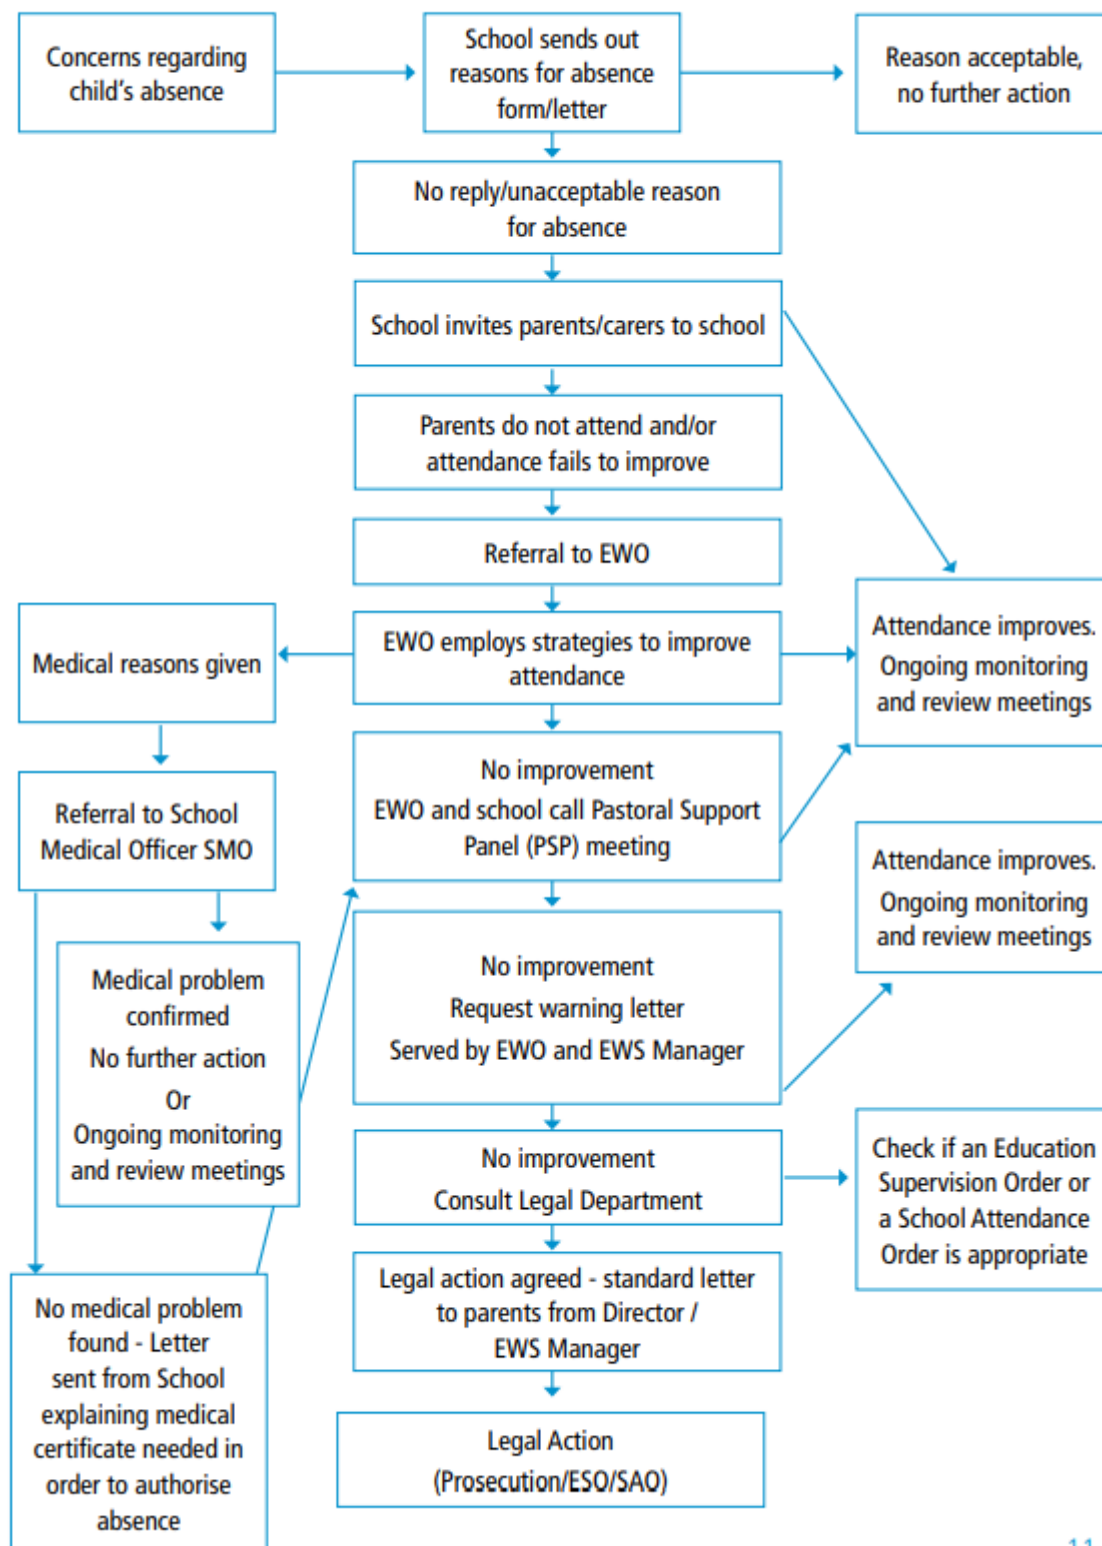 Concerns regarding
child's absence
School sends out
reasons for absence
form/letter
Reason acceptable,
no further action
No reply/unacceptable reason
for absence
School invites parents/carers to school
Parents do not attend and/or
attendance fails to improve
Referral to EWO
EWO employs strategies to improve
attendance
Medical reasons given
Attendance improves.
Ongoing monitoring
and review meetings
Referral to School
Medical Officer SMO
No improvement
EWO and school call Pastoral Support
Panel (PSP) meeting
Attendance improves.
Ongoing monitoring
and review meetings
Medical problem
confirmed
No further action
Or
Ongoing monitoring
and review meetings
No improvement
Request warning letter
Served by EWO and EWS Manager
No improvement
Consult Legal Department
Check if an Education
Supervision Order or
a School Attendance
Order is appropriate
No medical problem
found - Letter
sent from School
explaining medical
certificate needed in
order to authorise
absence
Legal action agreed - standard letter
to parents from Director /
EWS Manager
Legal Action
(Prosecution/ESO/SAO)
11